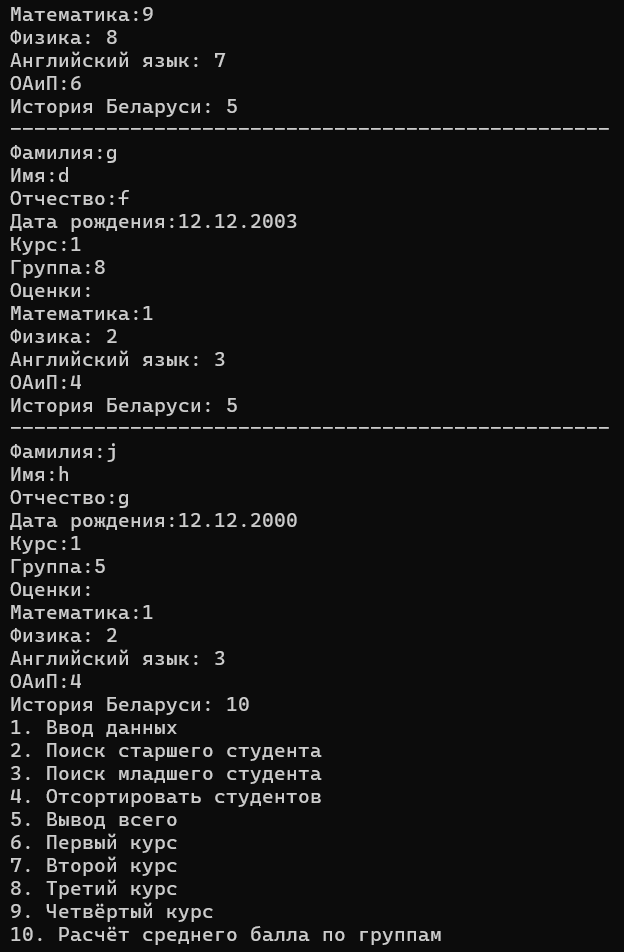 Математика:9
Физика: 8
Английский язык: 7
ОАиП:6
История Беларуси: 5
--------------------------------------------------
Фамилия:g
Имя:d
Отчество:f
Дата рождения:12.12.2003
Курс:1
Группа:8
Оценки:
Математика:1
Физика: 2
Английский язык: 3
ОАиП:4
История Беларуси: 5
--------------------------------------------------
Фамилия:j
Имя:h
Отчество:g
Дата рождения:12.12.2000
Курс:1
Группа:5
Оценки:
Математика:1
Физика: 2
Английский язык: 3
ОАиП:4
История Беларуси: 10
1. Ввод данных
2. Поиск старшего студента
3. Поиск младшего студента
4. Отсортировать студентов
5. Вывод всего
6. Первый курс
7. Второй курс
8. Третий курс
9. Четвёртый курс
10. Расчёт среднего балла по группам